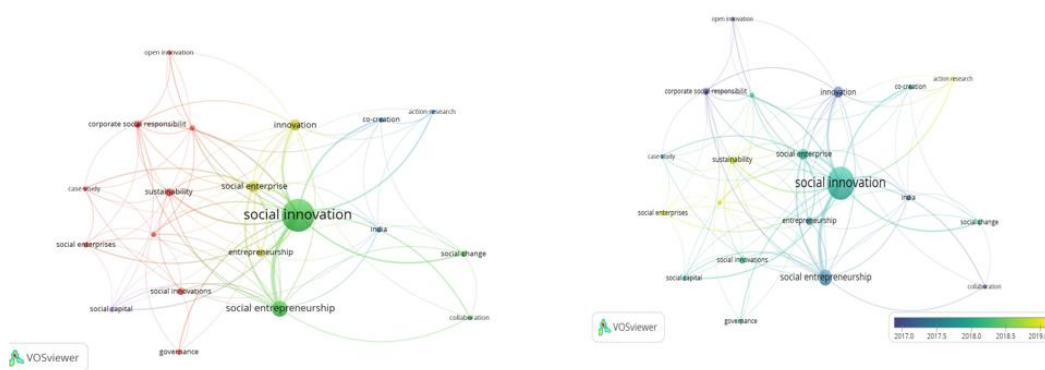 open innovation
corporate social responsibilit
innovation
co-creation
action research
case study
sustainability
social enterprise
social innovation
india
social enterprises
entrepreneurship
social change
social innovations
social capital
social entrepreneurship
collaboration
governance
VOSviewer
open innovation
corporate social responsibilit
innovation
co-creation
action research
case study
sustainability
social enterprise
social innovation
india
social enterprises
entrepreneurship
social change
social innovations
social capital
social entrepreneurship
collaboration
governance
VOSviewer
2017.0 2017.5 2018.0 2018.5 2019.